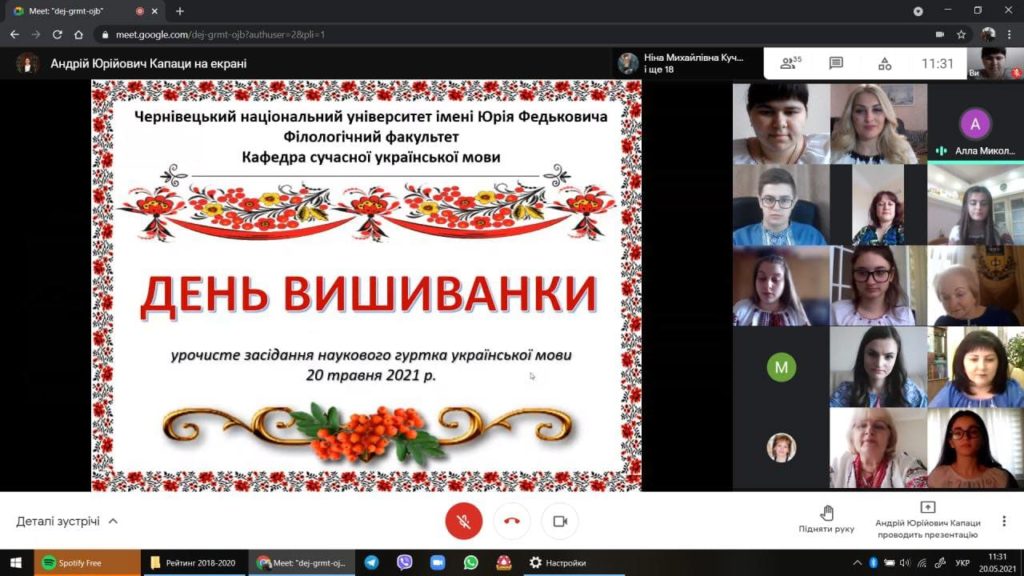 Meet: "dej-grmt-ojb"
meet.google.com/dej-grmt-ojb?authuser=2&pli=1
Андрій Юрійович Капаци на екрані
Ніна Михайлівна Куч...
і ще 18
35
11:31
Ви
Чернівецький національний університет імені Юрія Федьковича
Філологічний факультет
Кафедра сучасної української мови
ДЕНЬ ВИШИВАНКИ
урочисте засідання наукового гуртка української мови
20 травня 2021 р.
А
Алла Микол...
М
Деталі зустрічі
Підняти руку
Андрій Юрійович Капаци
проводить презентацію
Spotify Free
Рейтинг 2018-2020
Meet: "dej-grmt-oj...
Настройки
УКР
11:31
20.05.2021